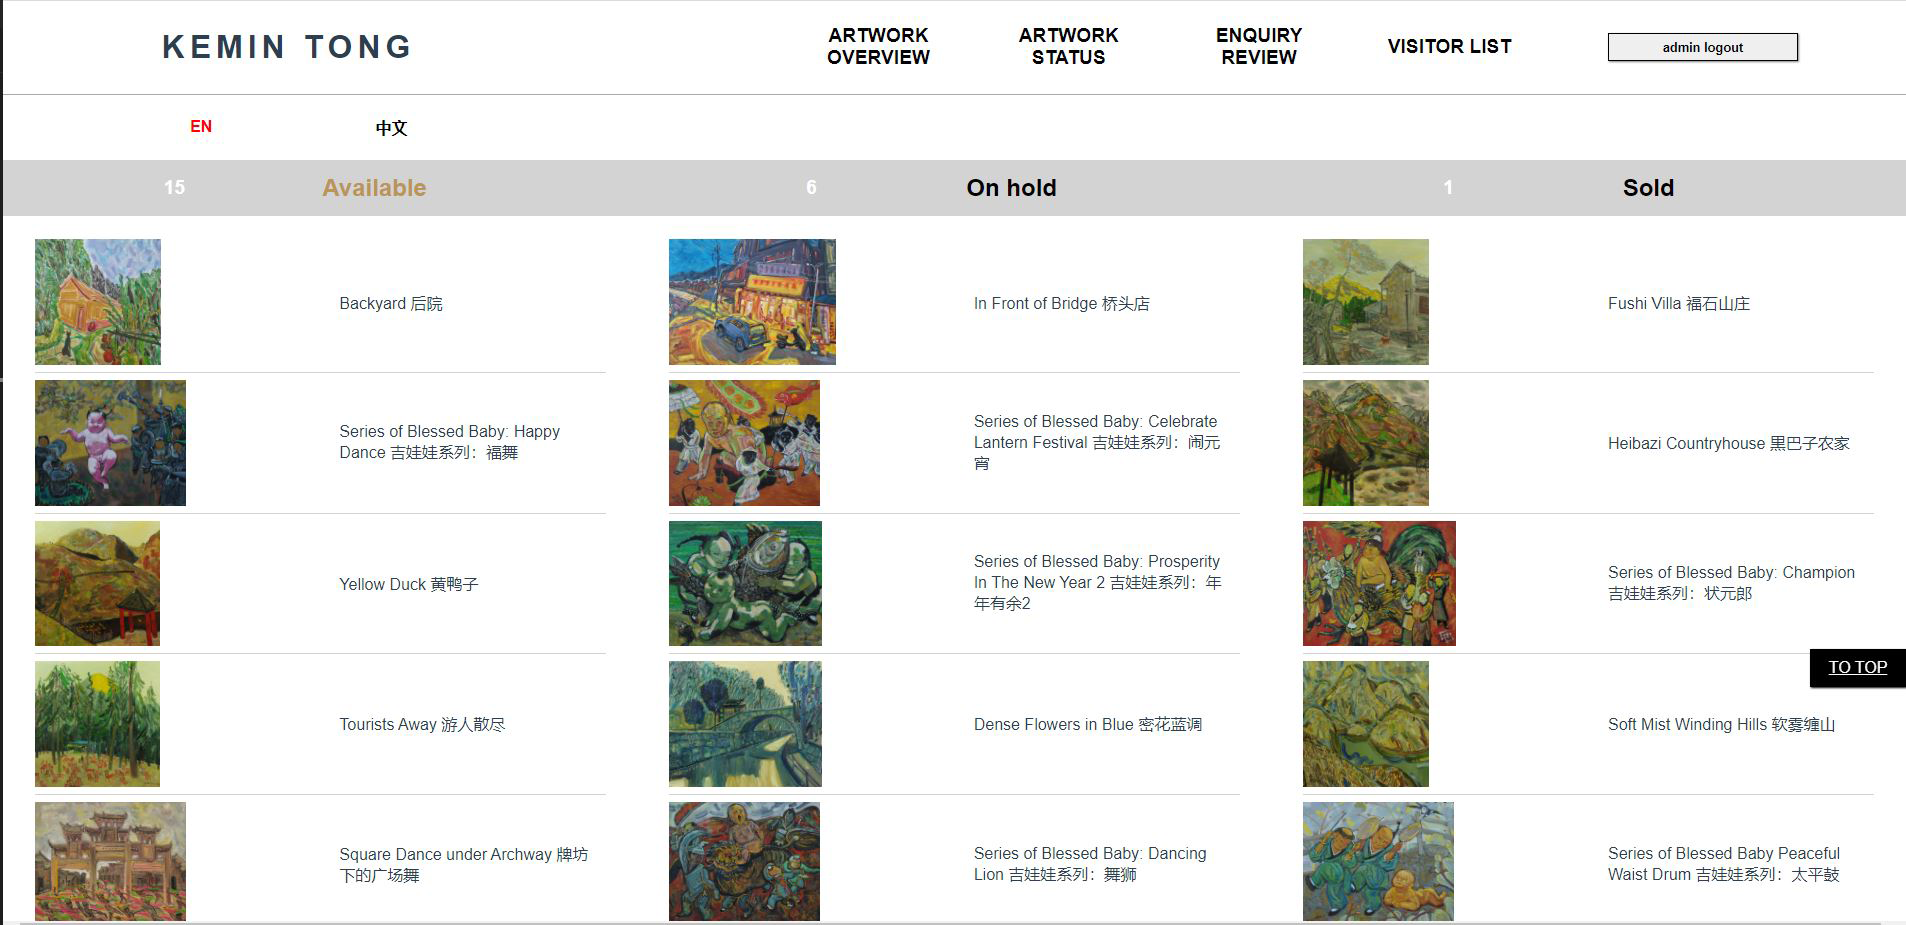 KEMIN TONG
ARTWORK
OVERVIEW
ARTWORK
STATUS
ENQUIRY
REVIEW
VISITOR LIST
admin logout
EN
中文
15
Available
6
On hold
1
Sold
Backyard 后院
In Front of Bridge 桥头店
Fushi Villa 福石山庄
Series of Blessed Baby: Happy
Dance 吉娃娃系列：福舞
Series of Blessed Baby: Celebrate
Lantern Festival 吉娃娃系列：闹元
宵
Heibazi Countryhouse 黑巴子农家
Yellow Duck 黄鸭子
Series of Blessed Baby: Prosperity
In The New Year 2 吉娃娃系列：年
年有余2
Series of Blessed Baby: Champion
吉娃娃系列：状元郎
TO TOP
Tourists Away 游人散尽
Dense Flowers in Blue 密花蓝调
Soft Mist Winding Hills 软雾缠山
Square Dance under Archway 牌坊
下的广场舞
Series of Blessed Baby: Dancing
Lion 吉娃娃系列：舞狮
Series of Blessed Baby Peaceful
Waist Drum 吉娃娃系列：太平鼓